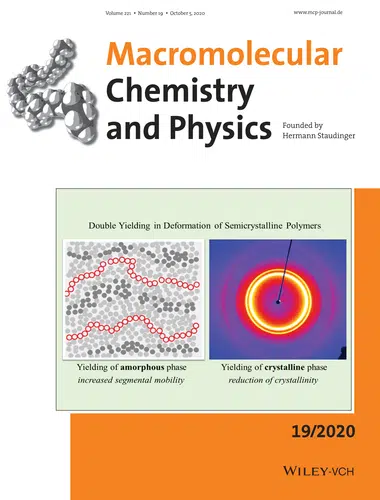 Volume 221 • Number 19 • October 5, 2020
www.mcp-journal.de
Macromolecular
Chemistry
and Physics
Founded by
Hermann Staudinger
Double Yielding in Deformation of Semicrystalline Polymers
Yielding of amorphous phase
increased segmental mobility
Yielding of crystalline phase
reduction of crystallinity
19/2020
WILEY-VCH